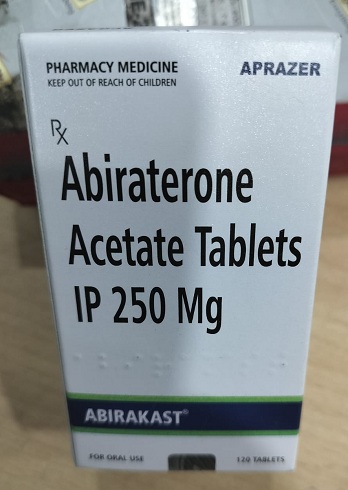 PHARMACY MEDICINE
KEEP OUT OF REACH OF CHILDREN
APRAZER
Rx
Abiraterone
Acetate Tablets
IP 250 Mg
ABIRAKAST®
FOR ORAL USE
120 TABLETS